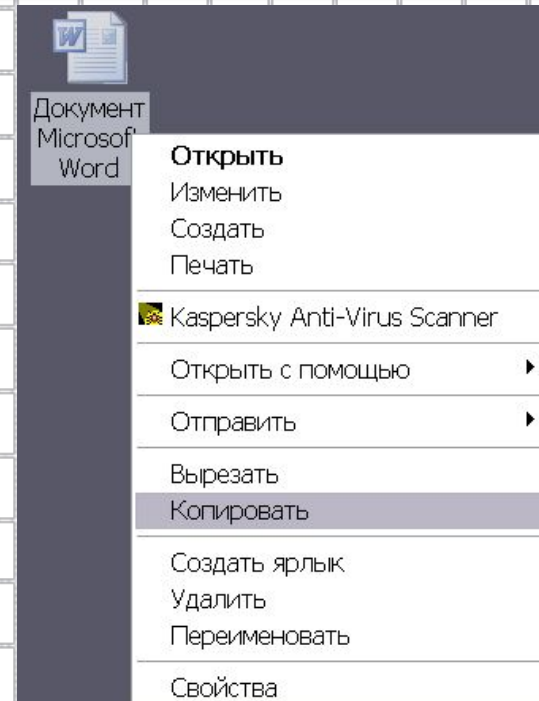 Документ
Microsoft
Word
Открыть
Изменить
Создать
Печать
Kaspersky Anti-Virus Scanner
Открыть с помощью
Отправить
Вырезать
Копировать
Создать ярлык
Удалить
Переименовать
Свойства